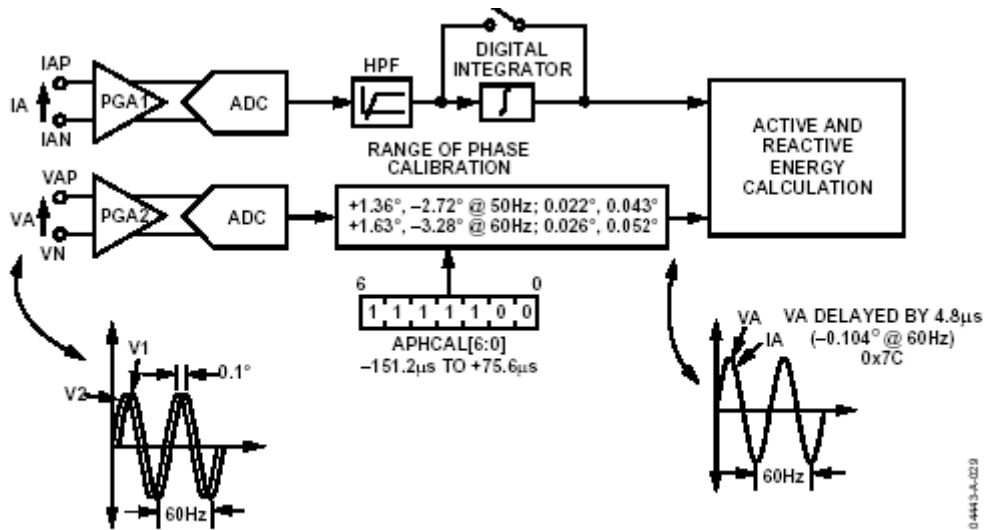 IAP
IA
IAN
PGA1
ADC
HPF
DIGITAL
INTEGRATOR
∫
ACTIVE AND
REACTIVE
ENERGY
CALCULATION
RANGE OF PHASE
CALIBRATION
VAP
VA
VN
PGA2
ADC
+1.36°, –2.72° @ 50Hz; 0.022°, 0.043°
+1.63°, –3.28° @ 60Hz; 0.026°, 0.052°
6 0
1 1 1 1 1 0 0
APHCAL[6:0]
–151.2μs TO +75.6μs
V1
V2
0.1°
60Hz
VA DELAYED BY 4.8μs
(–0.104° @ 60Hz)
0x7C
VA
IA
60Hz
04443-A-029